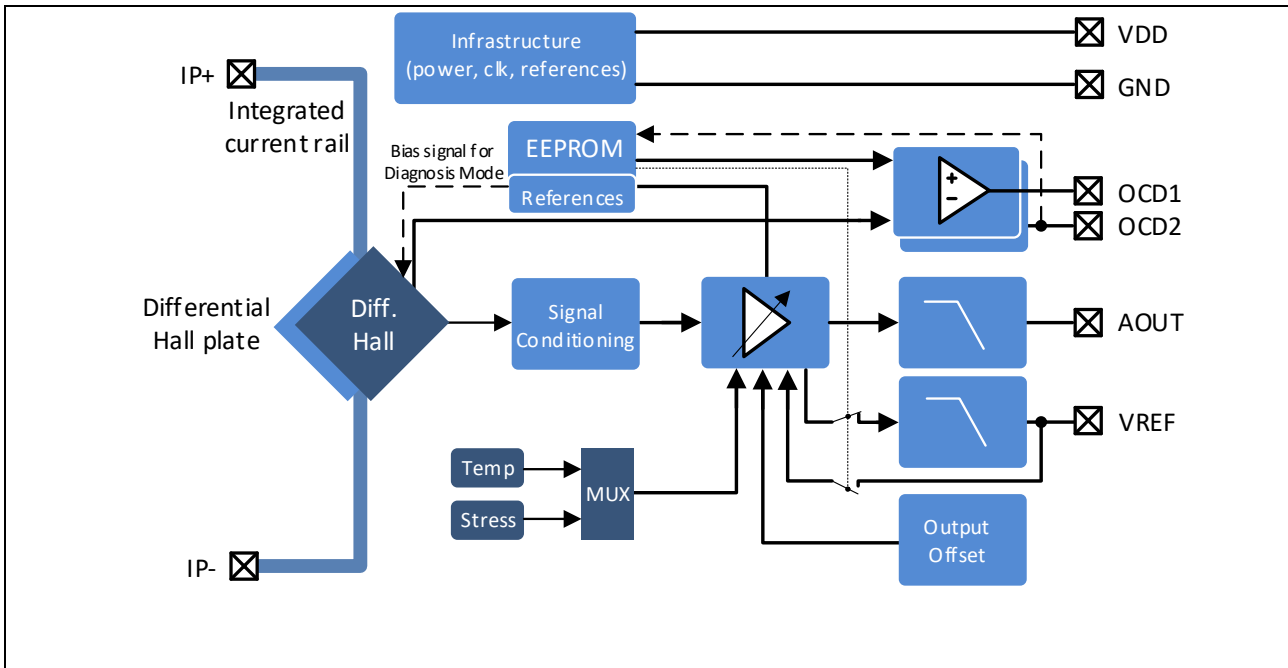 Infrastructure
(power, clk, references)
VDD
GND
IP+
Integrated
current rail
Bias signal for
Diagnosis Mode
EEPROM
References
+
-
OCD1
OCD2
Differential
Hall plate
Diff.
Hall
Signal
Conditioning
AOUT
VREF
Temp
Stress
MUX
Output
Offset
IP-